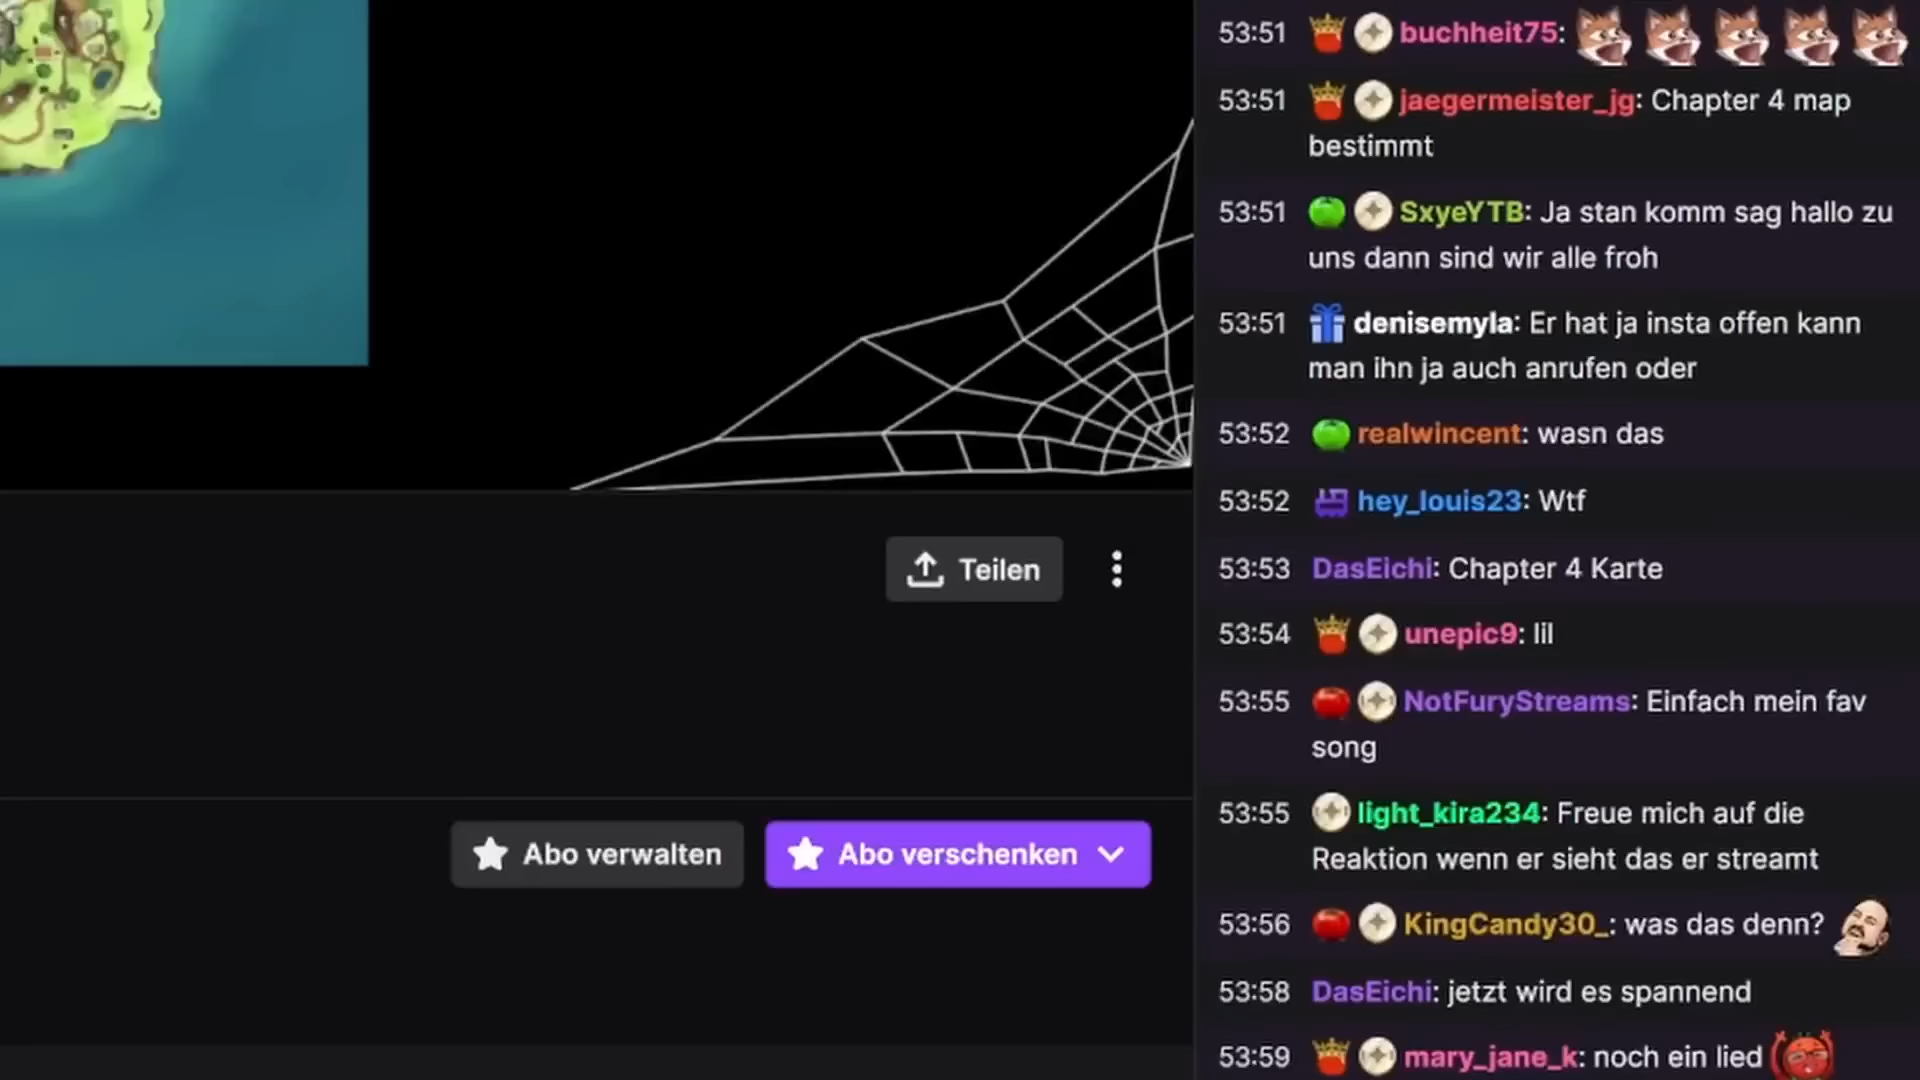 53:51 buchheit75:
53:51 jaegermeister_jg: Chapter 4 map
bestimmt
53:51 SxyeYTB: Ja stan komm sag hallo zu
uns dann sind wir alle froh
53:51 denisemyla: Er hat ja insta offen kann
man ihn ja auch anrufen oder
53:52 realwincent: wasn das
53:52 hey_louis23: Wtf
53:53 DasEichi: Chapter 4 Karte
53:54 unepic9: lil
53:55 NotFuryStreams: Einfach mein fav
song
53:55 light_kira234: Freue mich auf die
Reaktion wenn er sieht das er streamt
53:56 KingCandy30_: was das denn?
53:58 DasEichi: jetzt wird es spannend
53:59 mary_jane_k: noch ein lied
Teilen
Abo verwalten
Abo verschenken